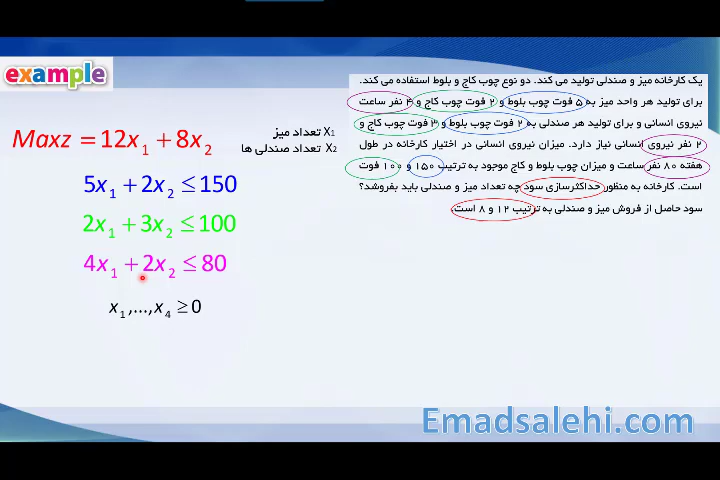 example
یک کارخانه میز و صندلی تولید می کند. دو نوع چوب کاج و بلوط استفاده می کند.
برای تولید هر واحد میز به ۵ فوت چوب بلوط و ۲ فوت چوب کاج و ۴ نفر ساعت
نیروی انسانی و برای تولید هر صندلی به ۲ فوت چوب بلوط و ۳ فوت چوب کاج و
۲ نفر نیروی انسانی نیاز دارد. میزان نیروی انسانی در اختیار کارخانه در طول
هفته ۸۰ نفر ساعت و میزان چوب بلوط و کاج موجود به ترتیب ۱۵۰ و ۱۰۰ فوت
است. کارخانه به منظور حداکثرسازی سود چه تعداد میز و صندلی باید بفروشد؟
سود حاصل از فروش میز و صندلی به ترتیب ۱۲ و ۸ است
X₁ تعداد میز
X₂ تعداد صندلی ها
Maxz = 12x₁ + 8x₂
5x₁ + 2x₂ ≤ 150
2x₁ + 3x₂ ≤ 100
4x₁ + 2x₂ ≤ 80
x₁,...,x₄ ≥ 0
Emadsalehi.com